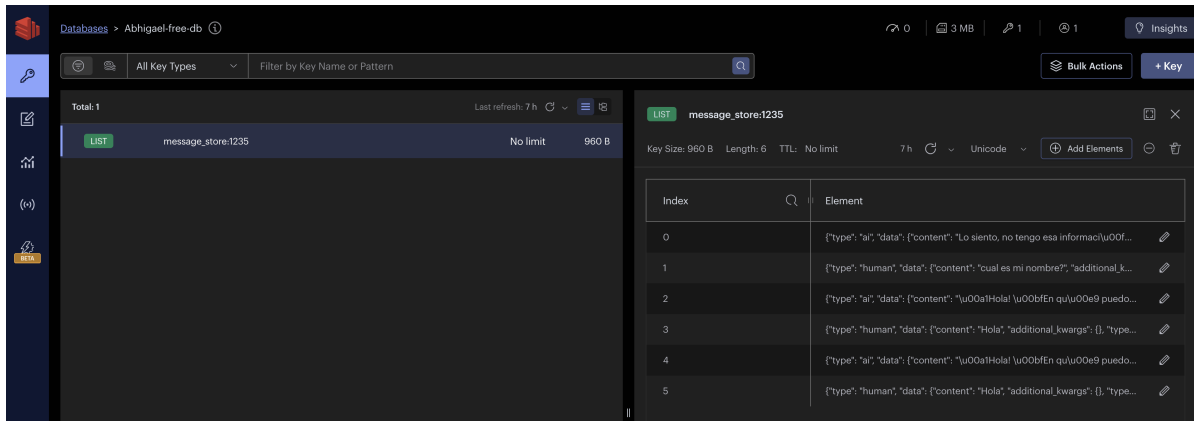 Databases > Abhigael-free-db
0 3 MB 1 1 Insights
All Key Types Filter by Key Name or Pattern
Bulk Actions + Key
Total: 1 Last refresh: 7 h
LIST message_store:1235 No limit 960 B
BETA
LIST message_store:1235
Key Size: 960 B Length: 6 TTL: No limit 7 h Unicode Add Elements
Index Element
0 {"type": "ai", "data": {"content": "Lo siento, no tengo esa informaci\u00f...
1 {"type": "human", "data": {"content": "cual es mi nombre?", "additional_k...
2 {"type": "ai", "data": {"content": "\u00a1Hola! \u00bfEn qu\u00e9 puedo...
3 {"type": "human", "data": {"content": "Hola", "additional_kwargs": {}, "type...
4 {"type": "ai", "data": {"content": "\u00a1Hola! \u00bfEn qu\u00e9 puedo...
5 {"type": "human", "data": {"content": "Hola", "additional_kwargs": {}, "type...